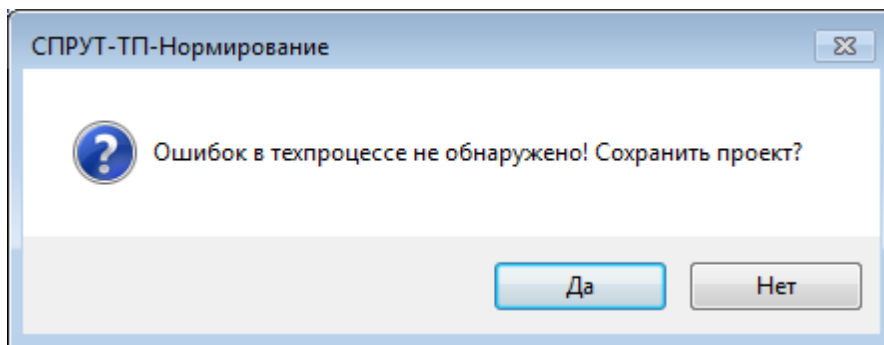 СПРУТ-ТП-Нормирование
Ошибок в техпроцессе не обнаружено! Сохранить проект?
Да
Нет